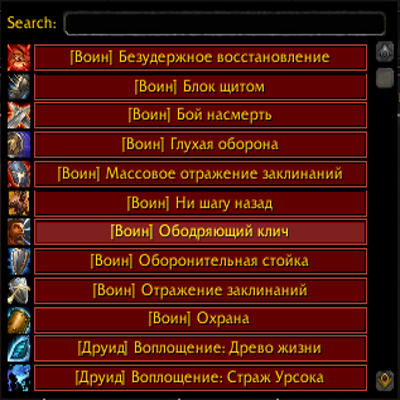 Search:
[Воин] Безудержное восстановление
[Воин] Блок щитом
[Воин] Бой насмерть
[Воин] Глухая оборона
[Воин] Массовое отражение заклинаний
[Воин] Ни шагу назад
[Воин] Ободряющий клич
[Воин] Оборонительная стойка
[Воин] Отражение заклинаний
[Воин] Охрана
[Друид] Воплощение: Древо жизни
[Друид] Воплощение: Страж Урсока